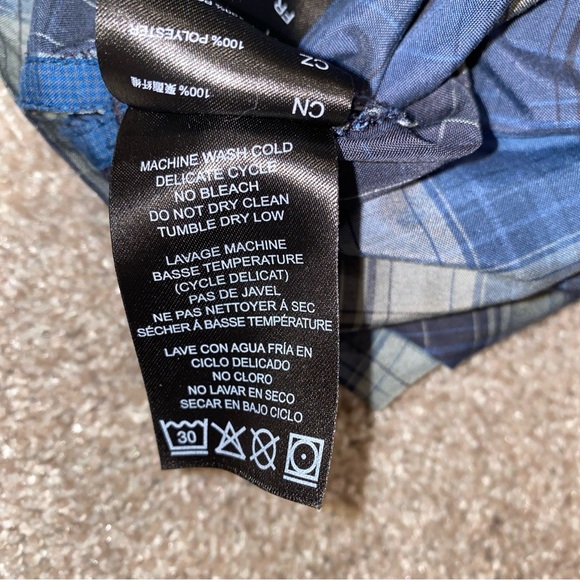 FR
100% POLYESTER
CZ
100% 聚酯纤维
CN
MACHINE WASH COLD
DELICATE CYCLE
NO BLEACH
DO NOT DRY CLEAN
TUMBLE DRY LOW
LAVAGE MACHINE
BASSE TEMPERATURE
(CYCLE DELICAT)
PAS DE JAVEL
NE PAS NETTOYER Á SEC
SÉCHER Á BASSE TEMPÉRATURE
LAVE CON AGUA FRÍA EN
CICLO DELICADO
NO CLORO
NO LAVAR EN SECO
SECAR EN BAJO CICLO
30